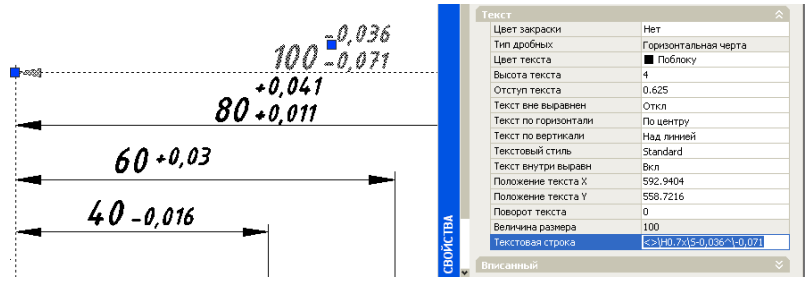 -0,036
100 -0,071
+0,041
80 +0,011
60 +0,03
40 -0,016
СВОЙСТВА
Текст
Цвет закраски Нет
Тип дробных Горизонтальная черта
Цвет текста Поблоку
Высота текста 4
Отступ текста 0.625
Текст вне выравнен Откл
Текст по горизонтали По центру
Текст по вертикали Над линией
Текстовый стиль Standard
Текст внутри выравн Вкл
Положение текста X 592.9404
Положение текста Y 558.7216
Поворот текста 0
Величина размера 100
Текстовая строка <>\H0.7x\S-0,036^\-0,071
Вписанный